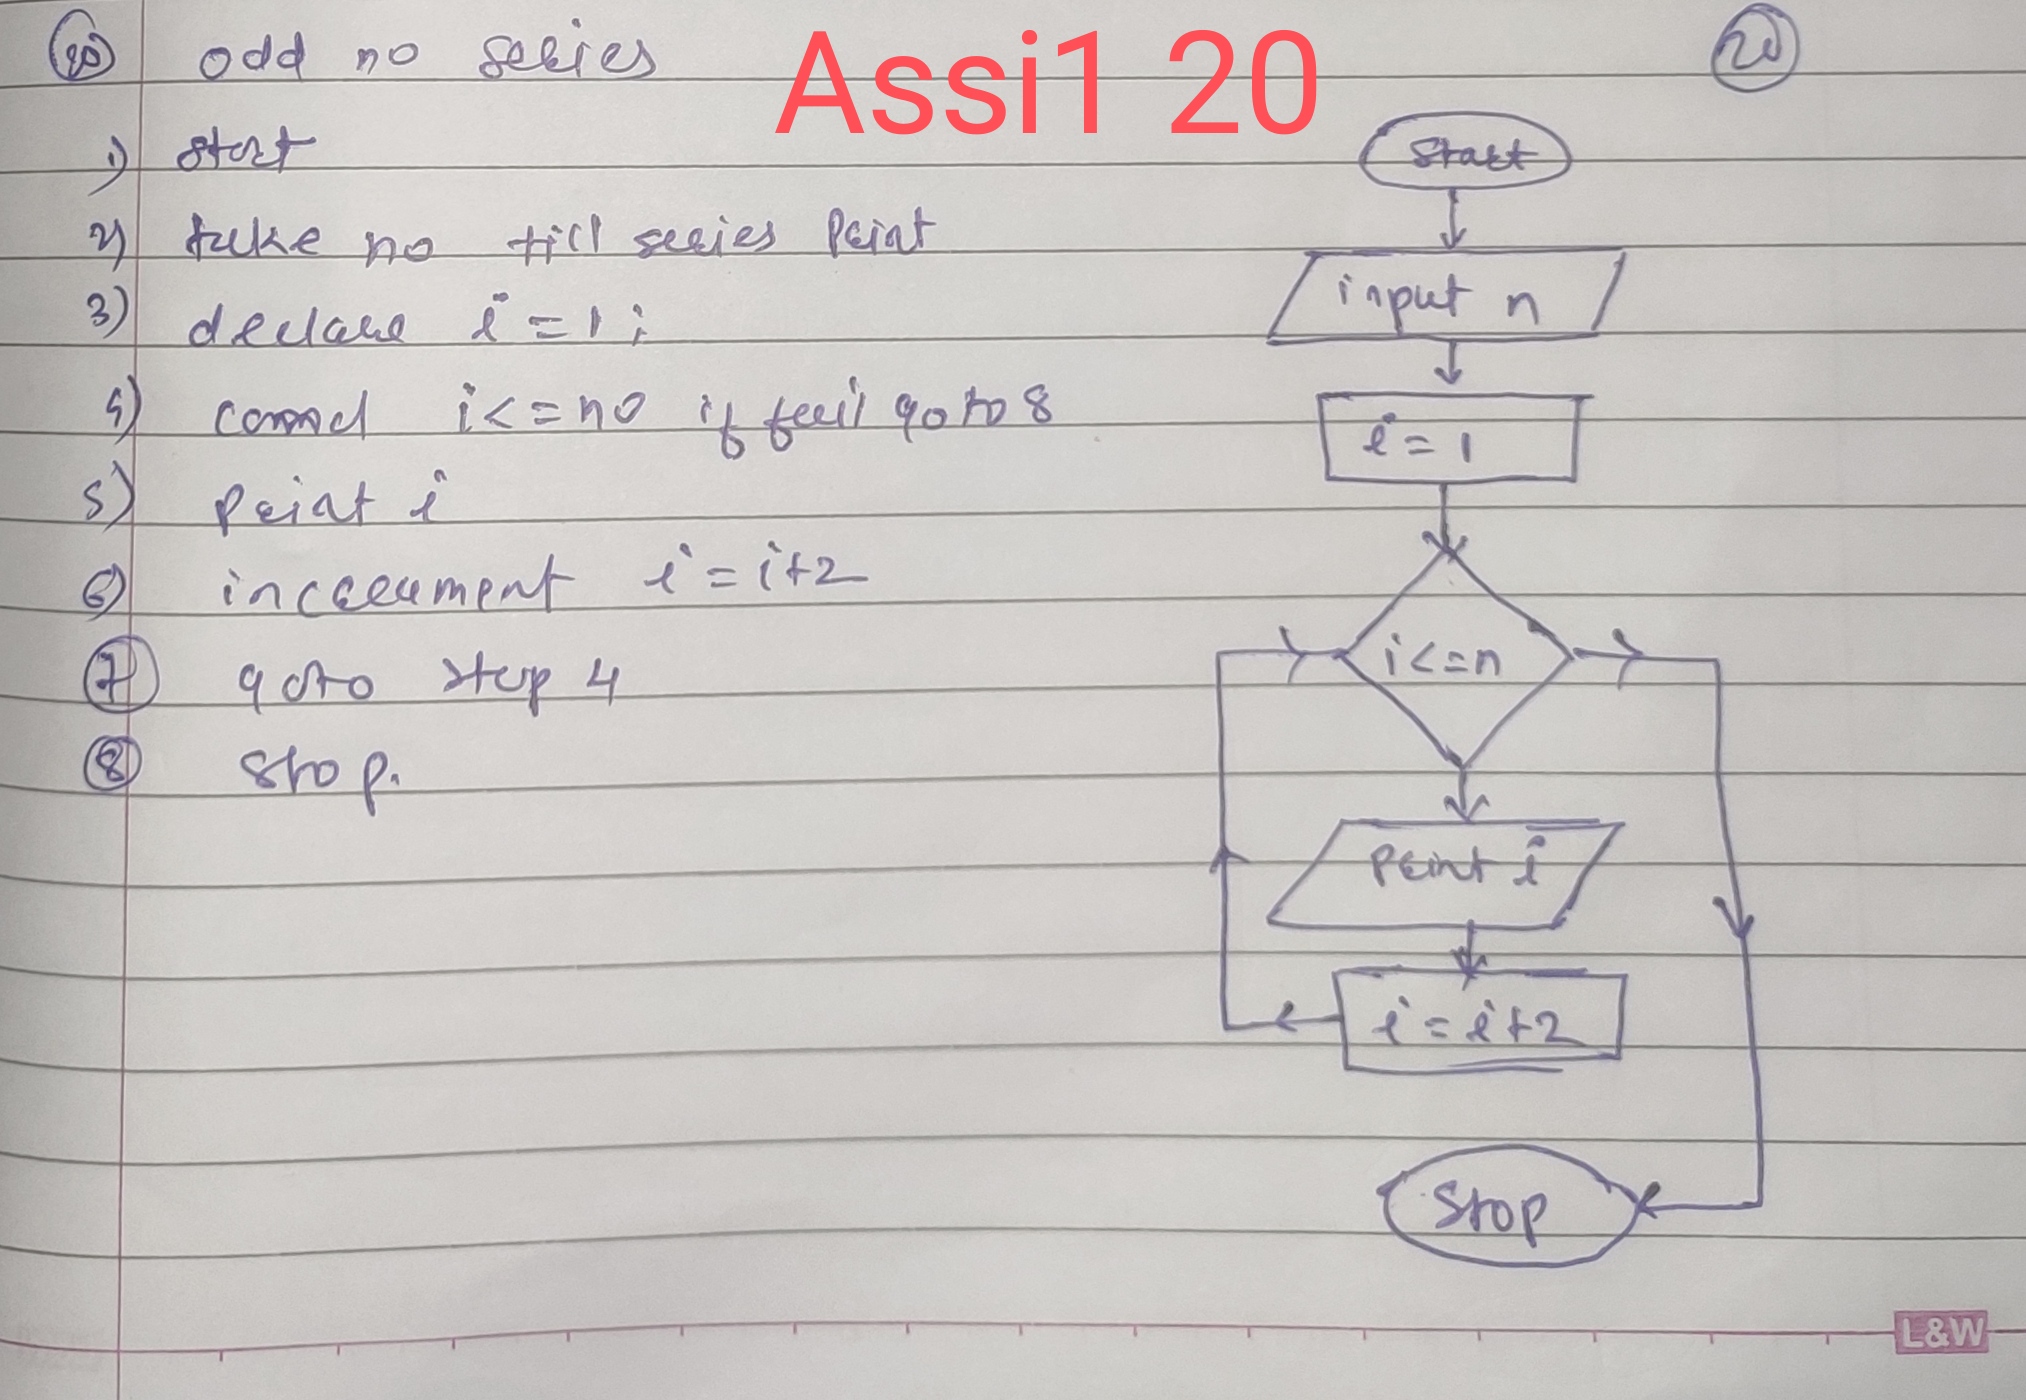 20 odd no series
Assi1 20
20
1) start
2) take no till series Print
3) declare i = 1 ;
4) i<=no if fail goto 8
5) Print i
6) increment i = i+2
7 goto step 4
8 stop.
Start
input n
i = 1
i<=n
Print i
i = i+2
Stop
L&W